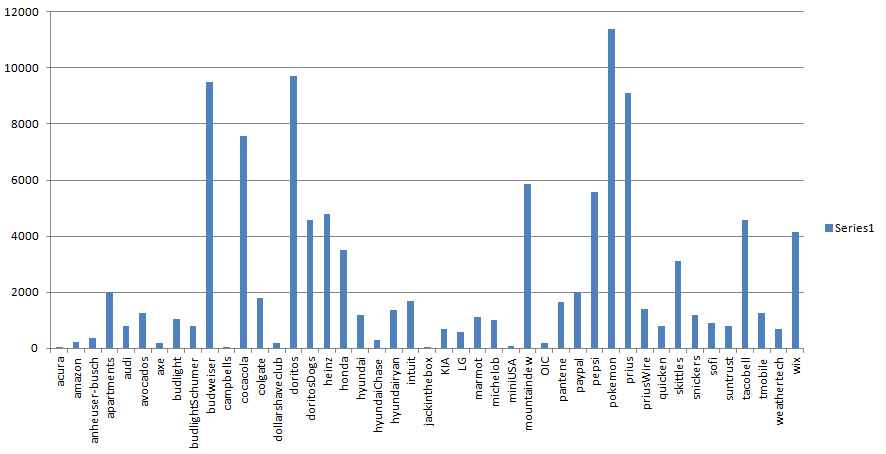 12000
10000
8000
6000
4000
2000
0
Series1
acura
amazon
anheuser-busch
apartments
audi
avocados
axe
budlight
budlightSchumer
budweiser
campbells
cocacola
colgate
dollarshaveclub
doritos
doritosDogs
heinz
honda
hyundai
hyundaiChase
hyundairyan
intuit
jackinthebox
KIA
LG
marmot
michelob
miniUSA
mountaindew
OIC
pantene
paypal
pepsi
pokemon
prius
priusWire
quicken
skittles
snickers
sofi
suntrust
tacobell
tmobile
weathertech
wix